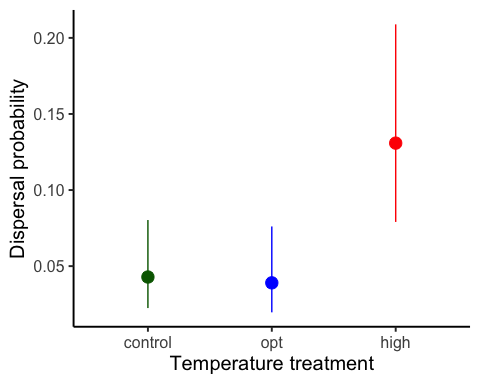 Dispersal probability
0.20
0.15
0.10
0.05
control opt high
Temperature treatment